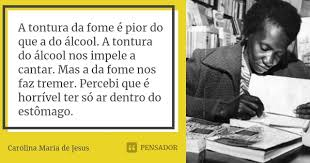 A tontura da fome é pior do
que a do álcool. A tontura
do álcool nos impele a
cantar. Mas a da fome nos
faz tremer. Percebi que é
horrível ter só ar dentro do
estômago.
Carolina Maria de Jesus
PENSADOR